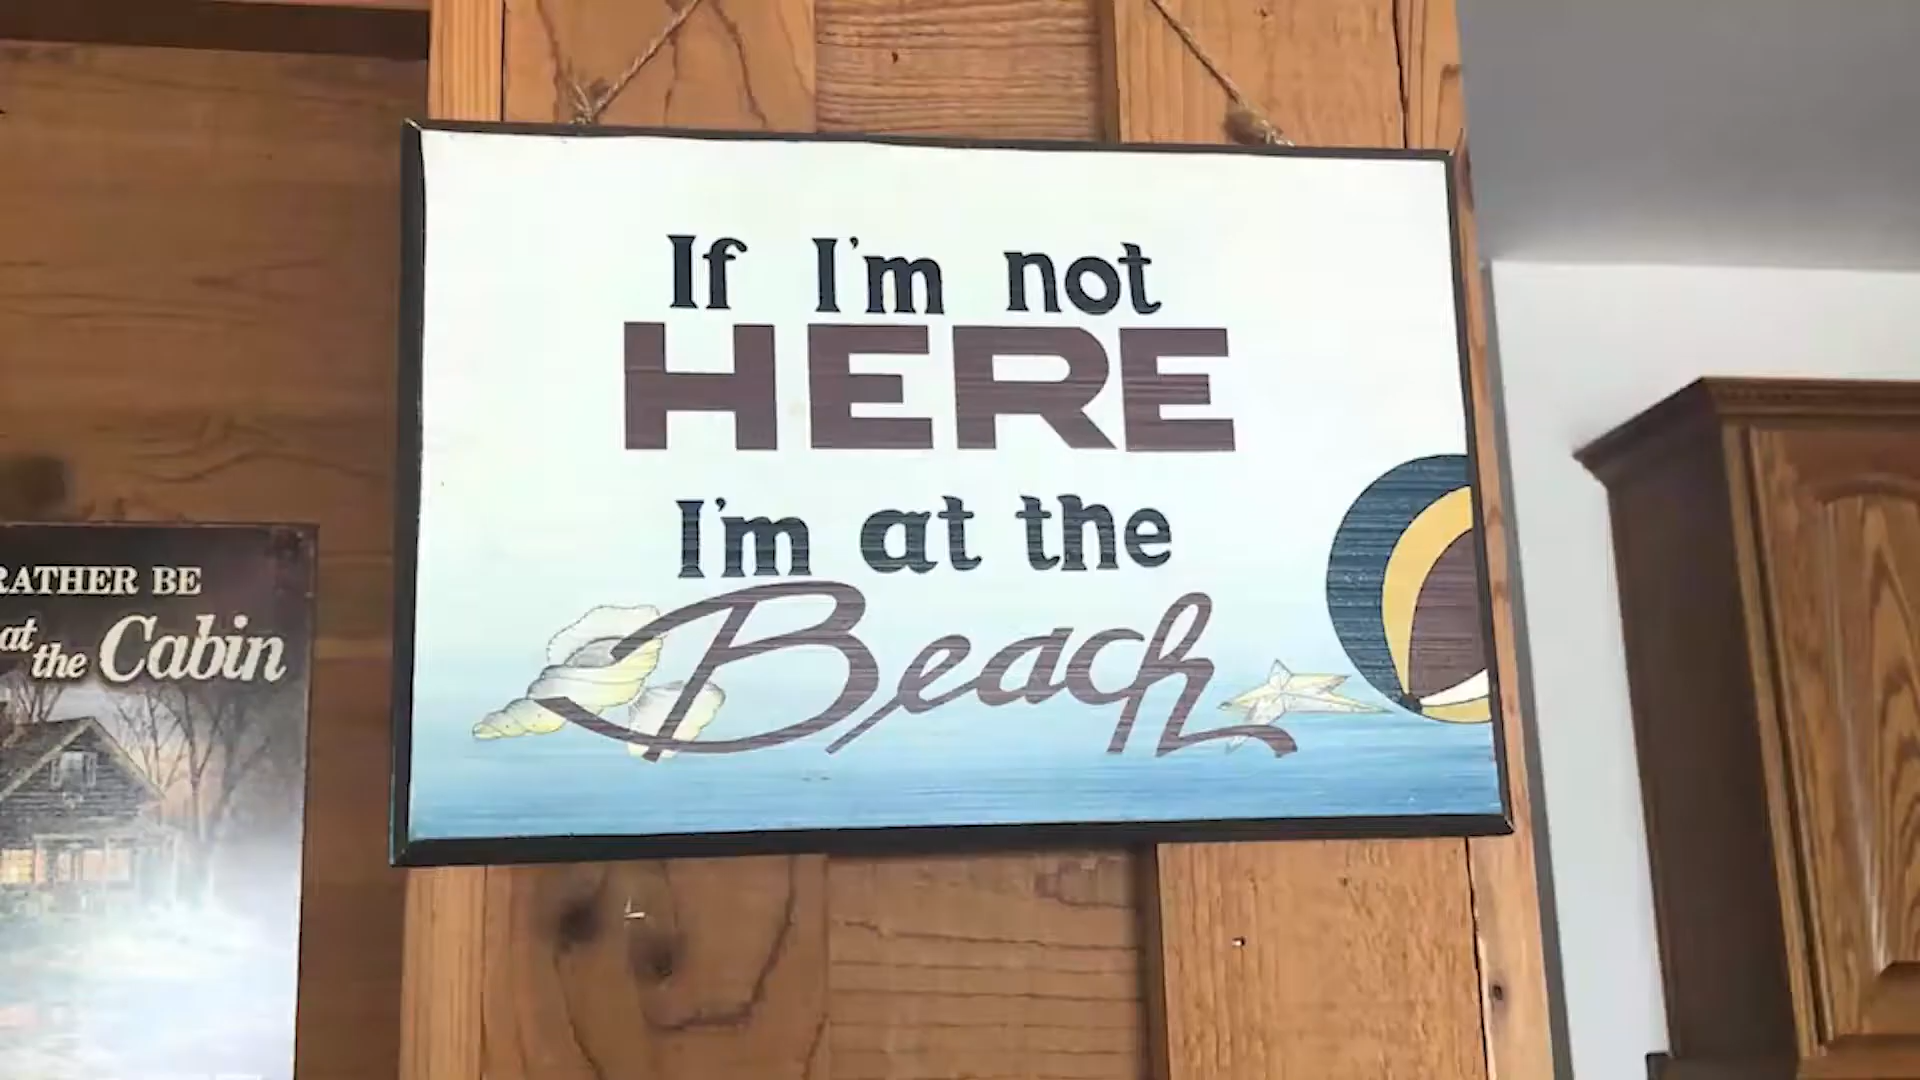 If I'm not
HERE
I'm at the
Beach
RATHER BE
at the Cabin